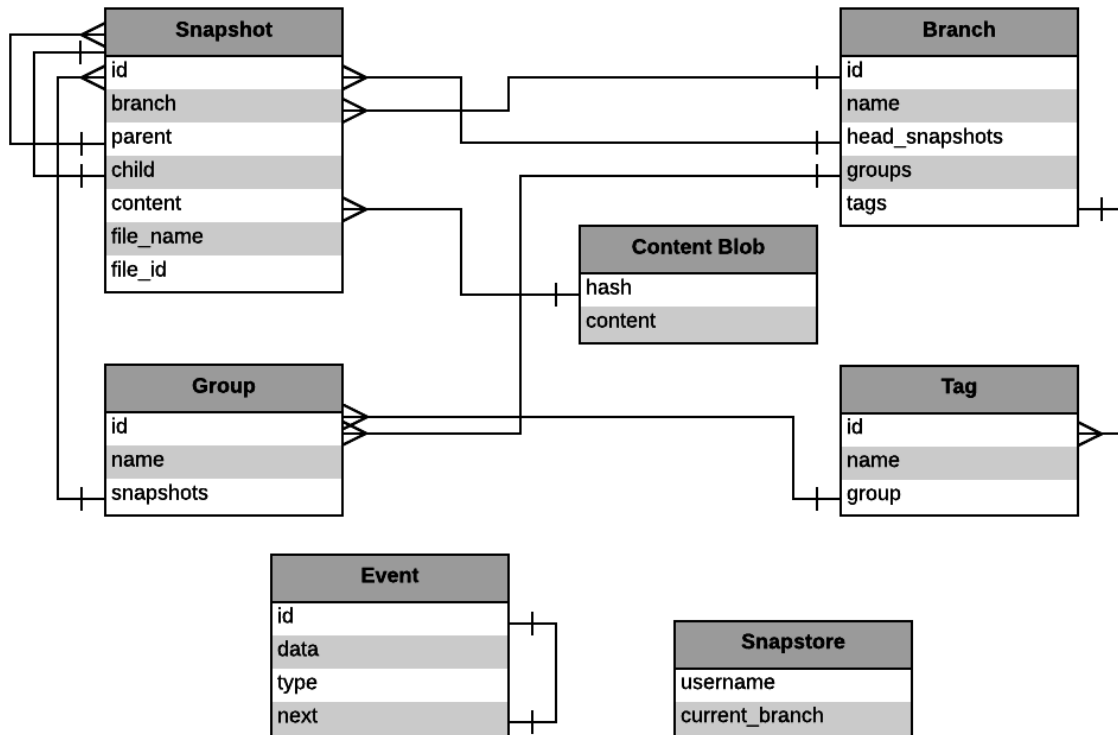 Snapshot
id
branch
parent
child
content
file_name
file_id
Branch
id
name
head_snapshots
groups
tags
Content Blob
hash
content
Group
id
name
snapshots
Tag
id
name
group
Event
id
data
type
next
Snapstore
username
current_branch